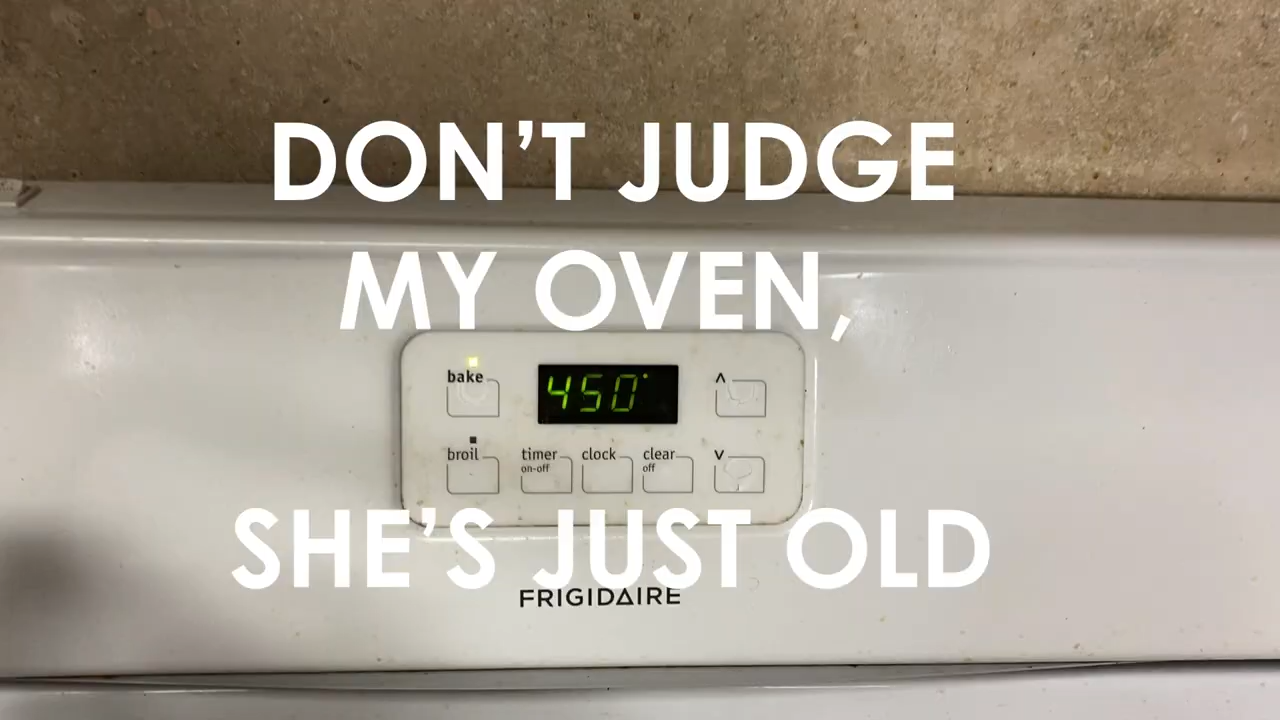 DON'T JUDGE
MY OVEN,
bake 450° ^
broil timer clock clear v
on-off off
SHE'S JUST OLD
FRIGIDAIRE